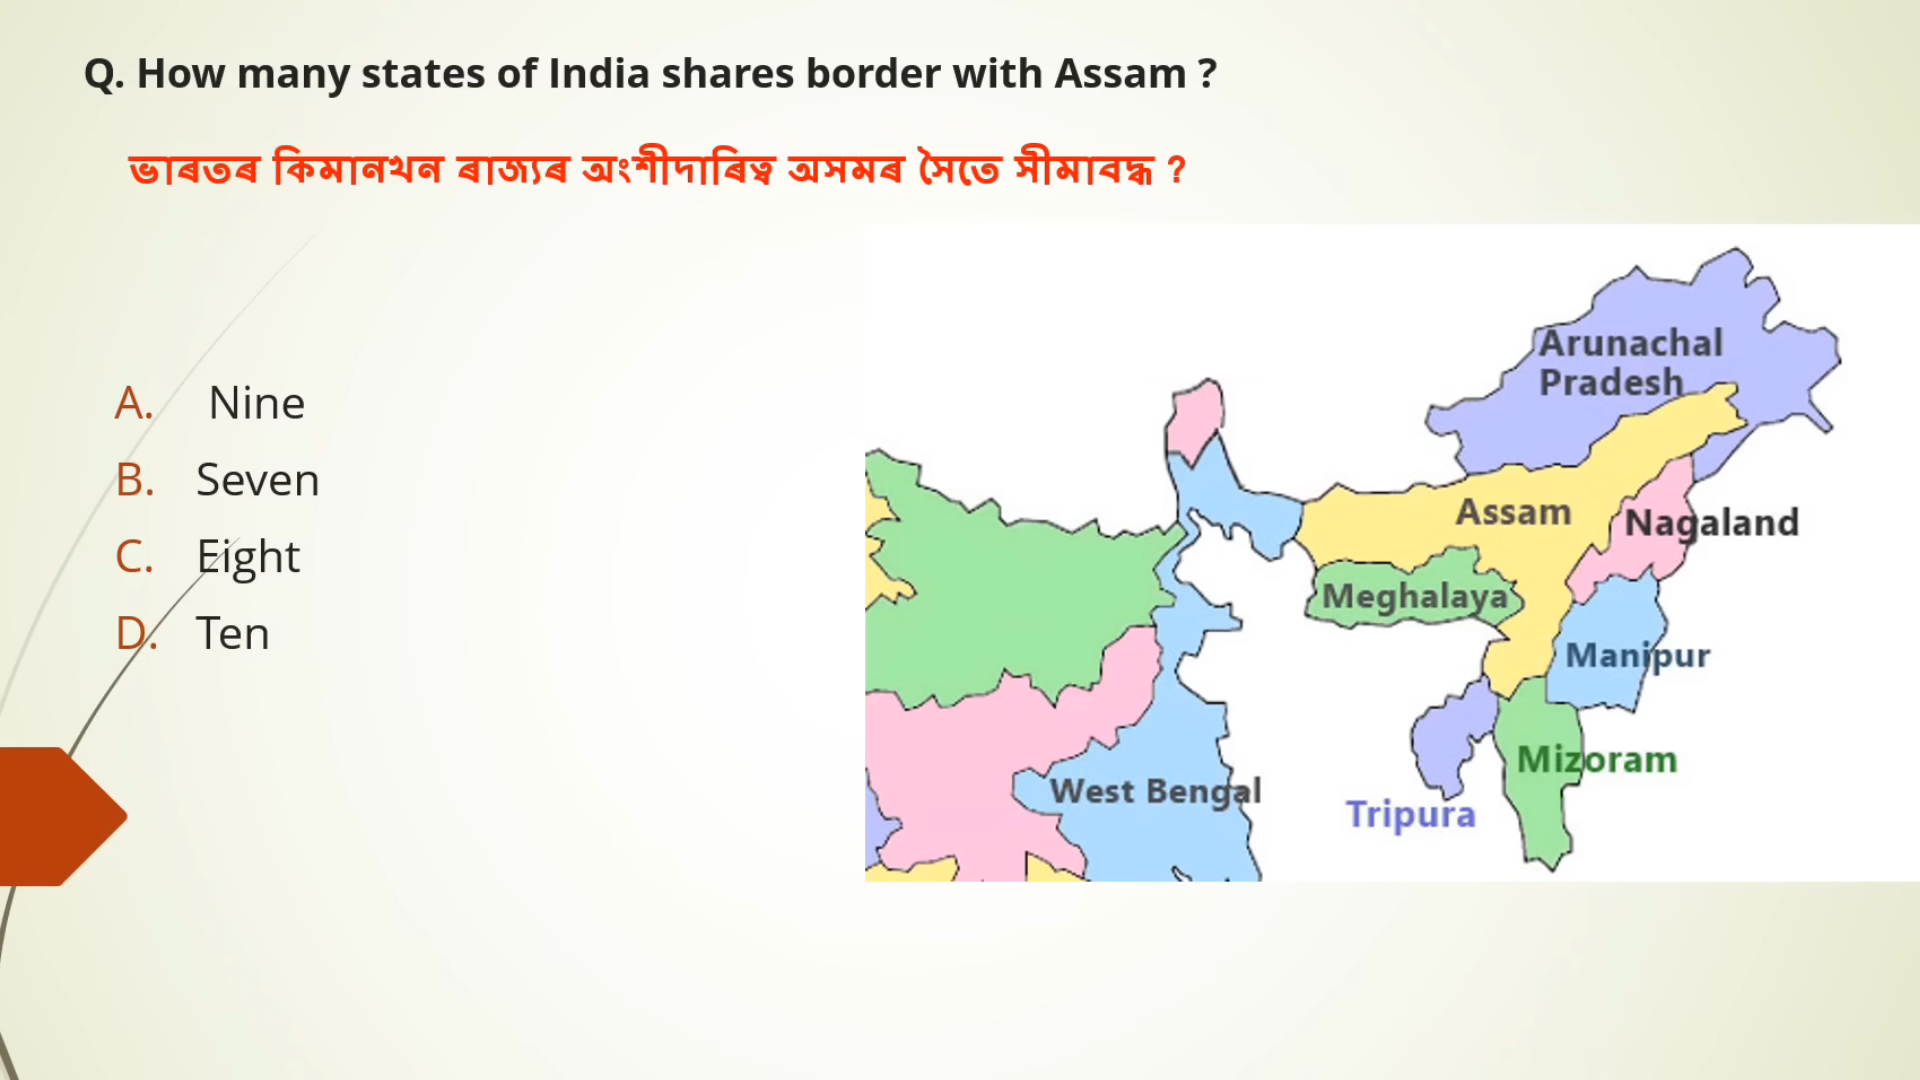 Q. How many states of India shares border with Assam ?
ভাৰতৰ কিমানখন ৰাজ্যৰ অংশীদাৰিত্ব অসমৰ সৈতে সীমাবদ্ধ ?
A. Nine
B. Seven
C. Eight
D. Ten
Arunachal
Pradesh
Assam
Nagaland
Meghalaya
Manipur
Mizoram
West Bengal
Tripura